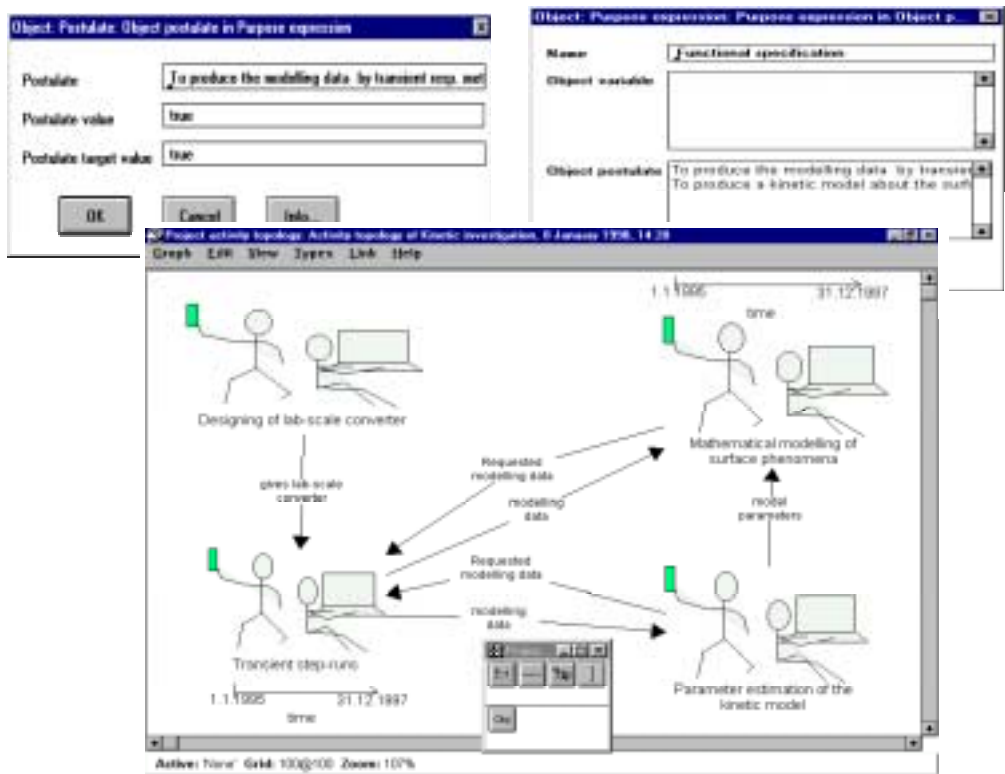 Object: Postulate: Object postulate in Purpose expression
Postulate
To produce the modelling data by transient resp. met
Postulate value
true
Postulate target value
true
OK
Cancel
Info...
Object: Purpose expression: Purpose expression in Object p...
Name
Functional specification
Object variable
Object postulate
To produce the modelling data by transien
To produce a kinetic model about the surf
Project activity topology: Activity topology of Kinetic investigation, 8 January 1998, 14:28
Graph Edit View Types Link Help
1.1.1995 31.12.1997
time
Designing of lab-scale converter
Mathematical modelling of
surface phenomena
Requested
modelling data
gives lab-scale
converter
modelling
data
model
parameters
Requested
modelling data
modelling
data
Transient step-runs
1.1.1995 31.12.1997
time
Parameter estimation of the
kinetic model
Obj
Active: None* Grid: 100@100 Zoom: 107%